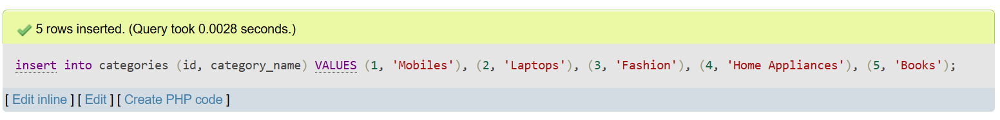 5 rows inserted. (Query took 0.0028 seconds.)
insert into categories (id, category_name) VALUES (1, 'Mobiles'), (2, 'Laptops'), (3, 'Fashion'), (4, 'Home Appliances'), (5, 'Books');
[ Edit inline ] [ Edit ] [ Create PHP code ]